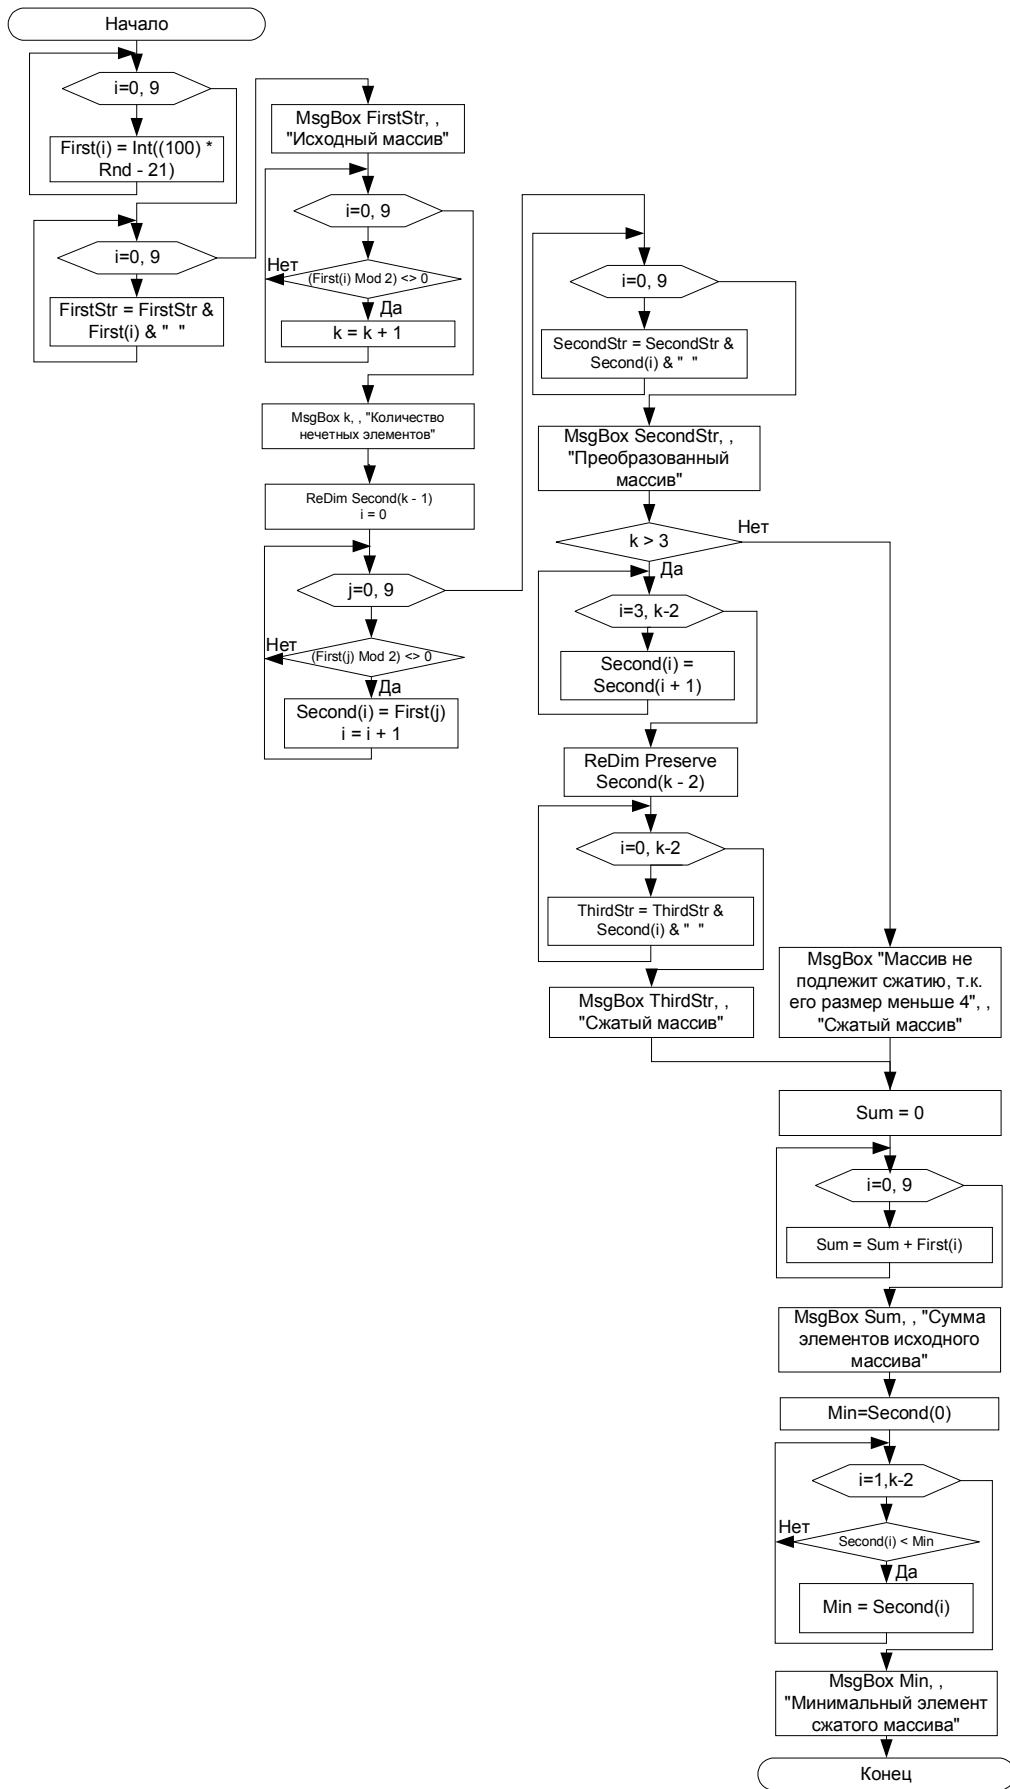 Начало
i=0, 9
First(i) = Int((100) *
Rnd - 21)
i=0, 9
FirstStr = FirstStr &
First(i) & "  "
MsgBox FirstStr, ,
"Исходный массив"
i=0, 9
Нет
(First(i) Mod 2) <> 0
Да
k = k + 1
MsgBox k, , "Количество
нечетных элементов"
ReDim Second(k - 1)
i = 0
j=0, 9
Нет
(First(j) Mod 2) <> 0
Да
Second(i) = First(j)
i = i + 1
i=0, 9
SecondStr = SecondStr &
Second(i) & "  "
MsgBox SecondStr, ,
"Преобразованный
массив"
k > 3
Нет
Да
i=3, k-2
Second(i) =
Second(i + 1)
ReDim Preserve
Second(k - 2)
i=0, k-2
ThirdStr = ThirdStr &
Second(i) & "  "
MsgBox ThirdStr, ,
"Сжатый массив"
MsgBox "Массив не
подлежит сжатию, т.к.
его размер меньше 4", ,
"Сжатый массив"
Sum = 0
i=0, 9
Sum = Sum + First(i)
MsgBox Sum, , "Сумма
элементов исходного
массива"
Min=Second(0)
i=1,k-2
Нет
Second(i) < Min
Да
Min = Second(i)
MsgBox Min, ,
"Минимальный элемент
сжатого массива"
Конец